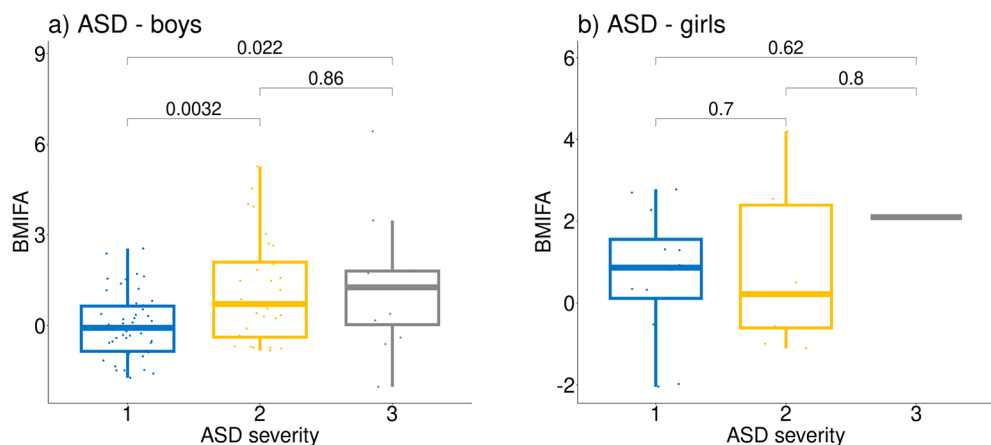 a) ASD - boys
9
6
3
0
BMIFA
0.022
0.86
0.0032
1 2 3
ASD severity
b) ASD - girls
6
4
2
0
-2
BMIFA
0.62
0.8
0.7
1 2 3
ASD severity